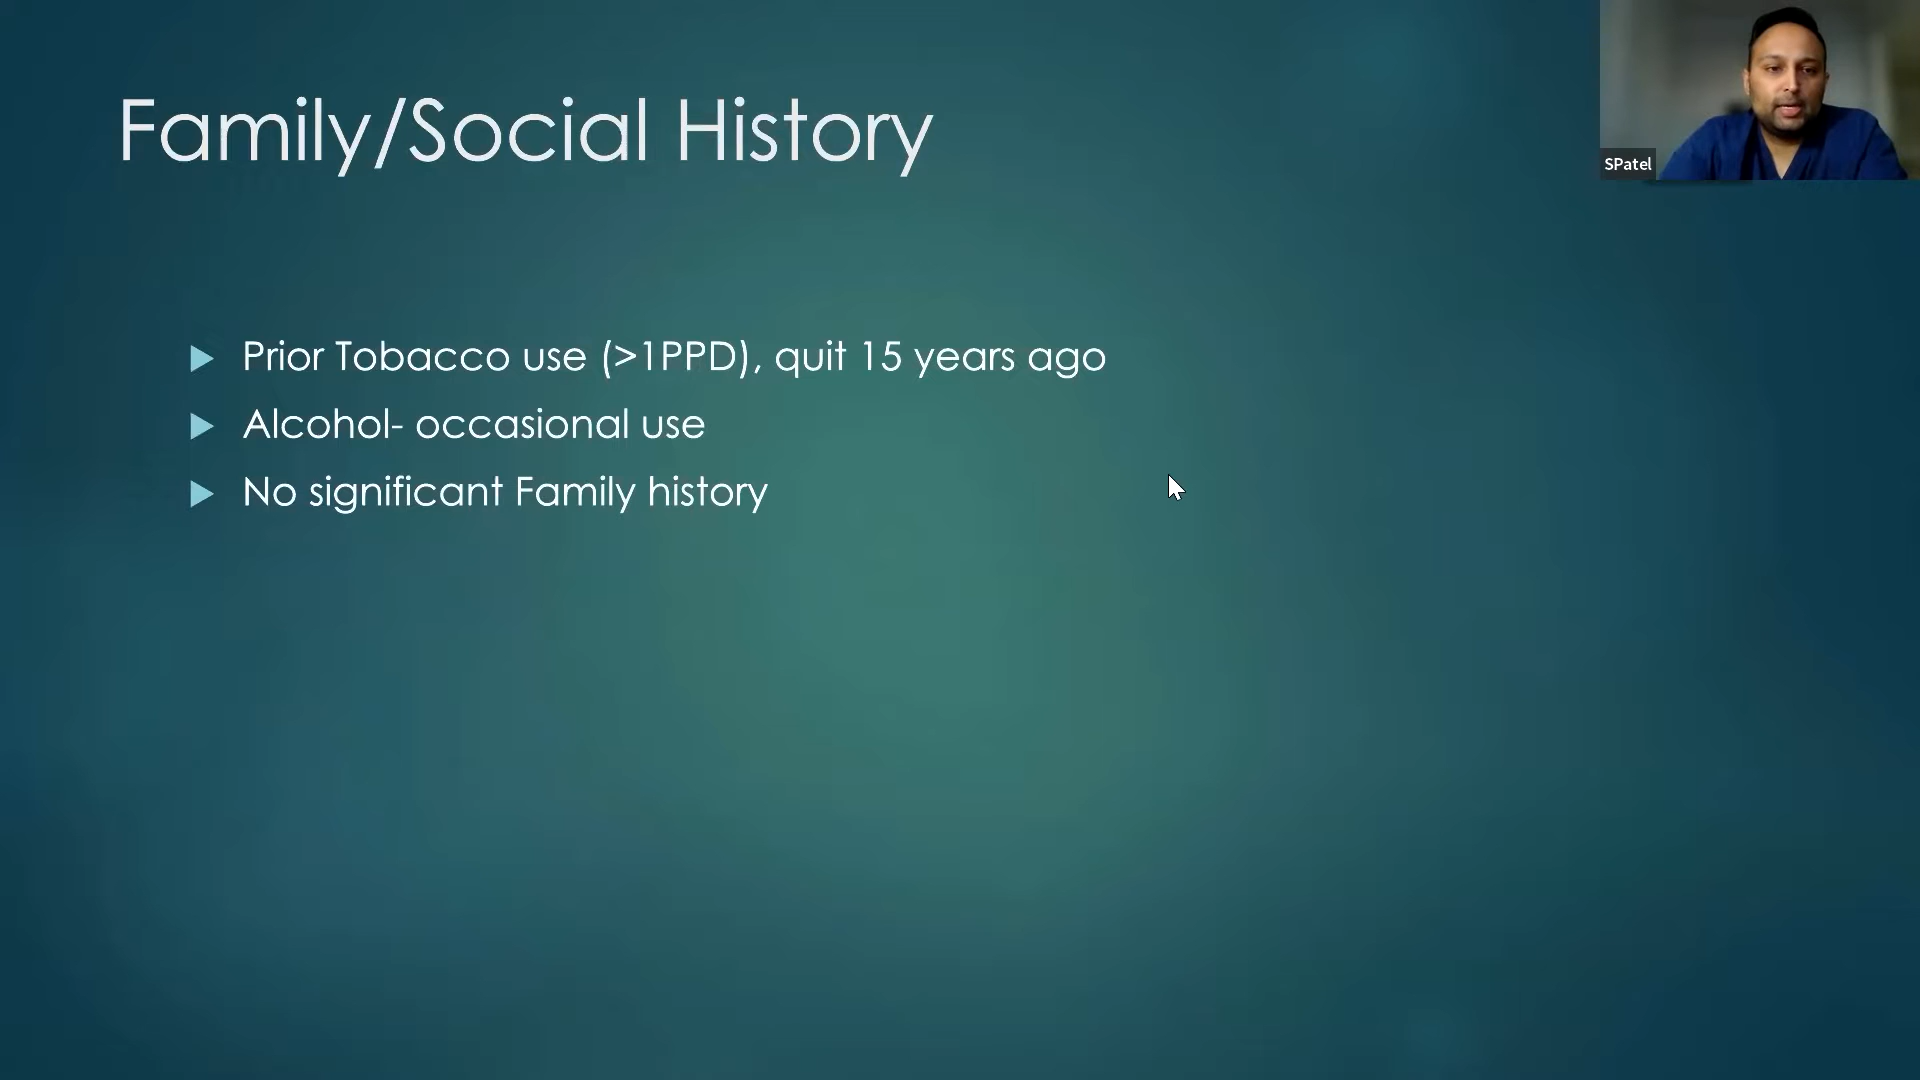 Family/Social History
SPatel
Prior Tobacco use (>1PPD), quit 15 years ago
Alcohol- occasional use
No significant Family history